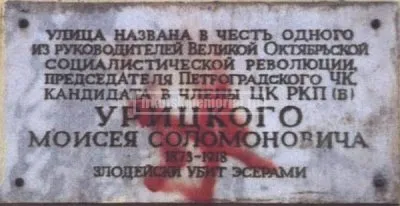 УЛИЦА НАЗВАНА В ЧЕСТЬ ОДНОГО
ИЗ РУКОВОДИТЕЛЕЙ ВЕЛИКОЙ ОКТЯБРЬСКОЙ
СОЦИАЛИСТИЧЕСКОЙ РЕВОЛЮЦИИ,
ПРЕДСЕДАТЕЛЯ ПЕТРОГРАДСКОГО ЧК,
КАНДИДАТА В ЧЛЕНЫ ЦК РКП(Б)
УРИЦКОГО
МОИСЕЯ СОЛОМОНОВИЧА
1873-1918
ЗЛОДЕЙСКИ УБИТ ЭСЕРАМИ